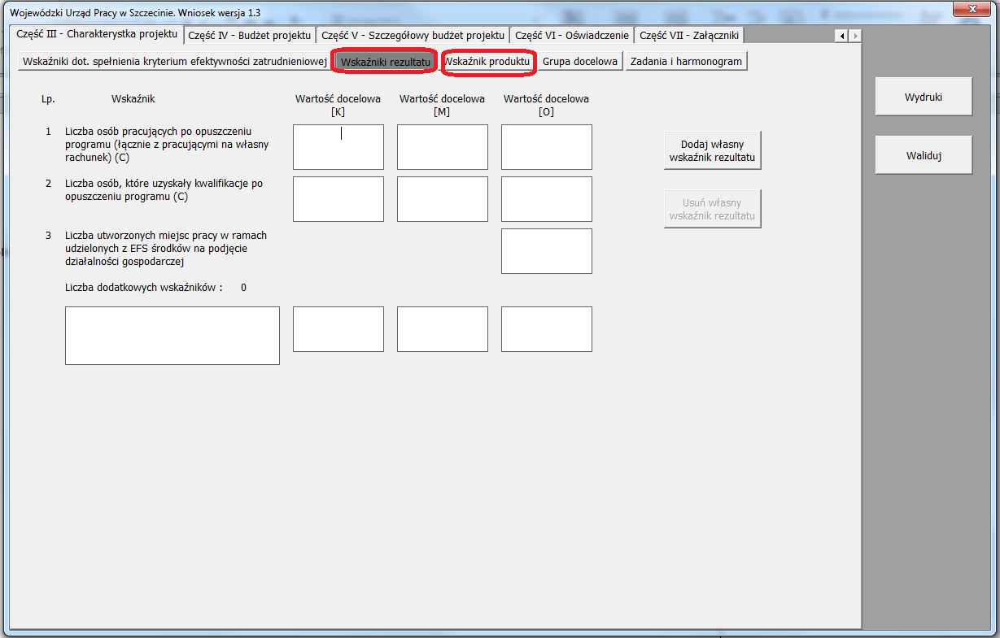 Wojewódzki Urząd Pracy w Szczecinie. Wniosek wersja 1.3
Część III - Charakterystka projektu
Część IV - Budżet projektu
Część V - Szczegółowy budżet projektu
Część VI - Oświadczenie
Część VII - Załączniki
Wskaźniki dot. spełnienia kryterium efektywności zatrudnieniowej
Wskaźniki rezultatu
Wskaźnik produktu
Grupa docelowa
Zadania i harmonogram
Lp.
Wskaźnik
Wartość docelowa
[K]
Wartość docelowa
[M]
Wartość docelowa
[O]
1
Liczba osób pracujących po opuszczeniu
programu (łącznie z pracującymi na własny
rachunek) (C)
2
Liczba osób, które uzyskały kwalifikacje po
opuszczeniu programu (C)
3
Liczba utworzonych miejsc pracy w ramach
udzielonych z EFS środków na podjęcie
działalności gospodarczej
Liczba dodatkowych wskaźników : 0
Dodaj własny
wskaźnik rezultatu
Usuń własny
wskaźnik rezultatu
Wydruki
Waliduj